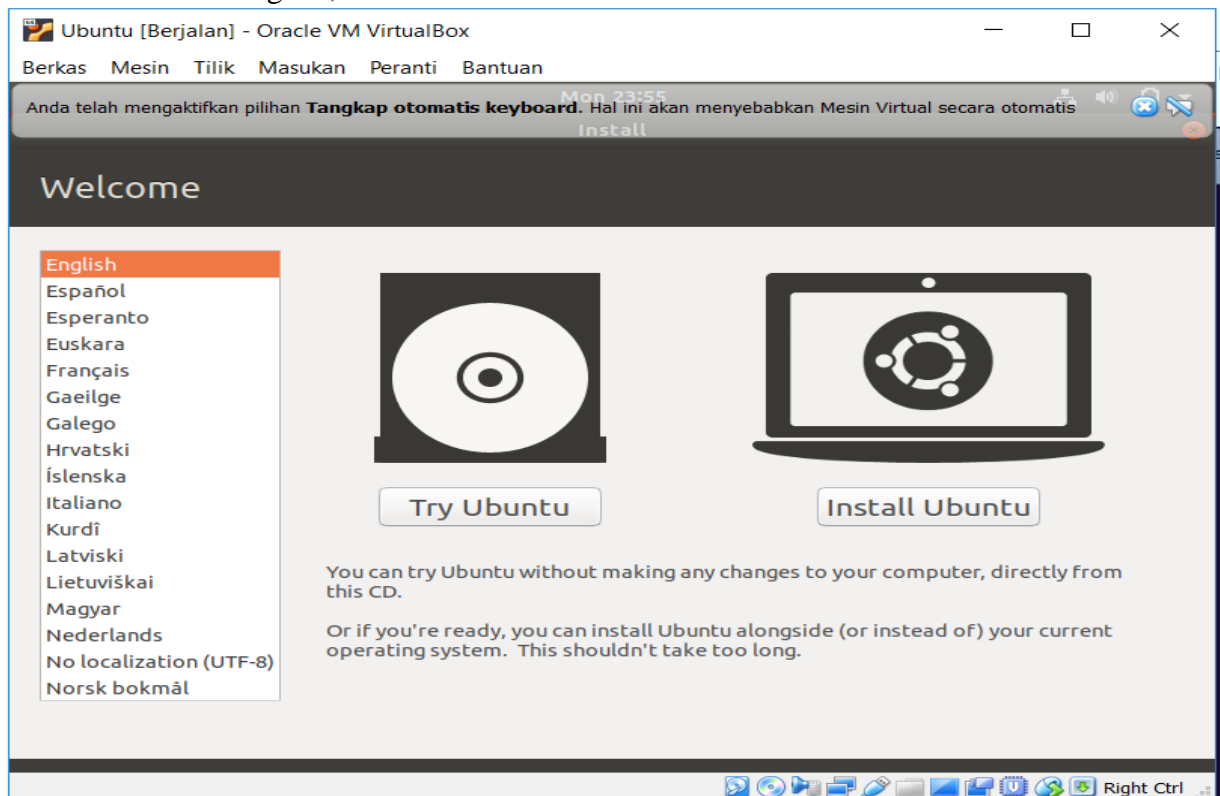 Ubuntu [Berjalan] - Oracle VM VirtualBox
Berkas Mesin Tilik Masukan Peranti Bantuan
Mon 23:55
Anda telah mengaktifkan pilihan Tangkap otomatis keyboard. Hal ini akan menyebabkan Mesin Virtual secara otomatis
Install
Welcome
English
Español
Esperanto
Euskara
Français
Gaeilge
Galego
Hrvatski
Íslenska
Italiano
Kurdî
Latviski
Lietuviškai
Magyar
Nederlands
No localization (UTF-8)
Norsk bokmål
Try Ubuntu
Install Ubuntu
You can try Ubuntu without making any changes to your computer, directly from
this CD.
Or if you're ready, you can install Ubuntu alongside (or instead of) your current
operating system. This shouldn't take too long.
Right Ctrl